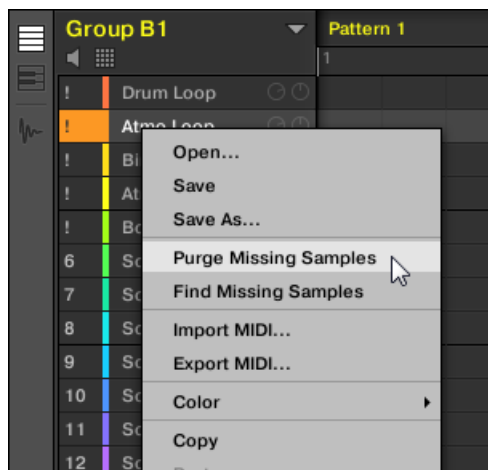 Group B1
Pattern 1
1
! Drum Loop
! Atmo Loop
Open...
! Bi
Save
! At
Save As...
! Bo
Purge Missing Samples
6 So
Find Missing Samples
7 So
Import MIDI...
8 So
Export MIDI...
9 So
Color
10 So
11 So
Copy
12 So